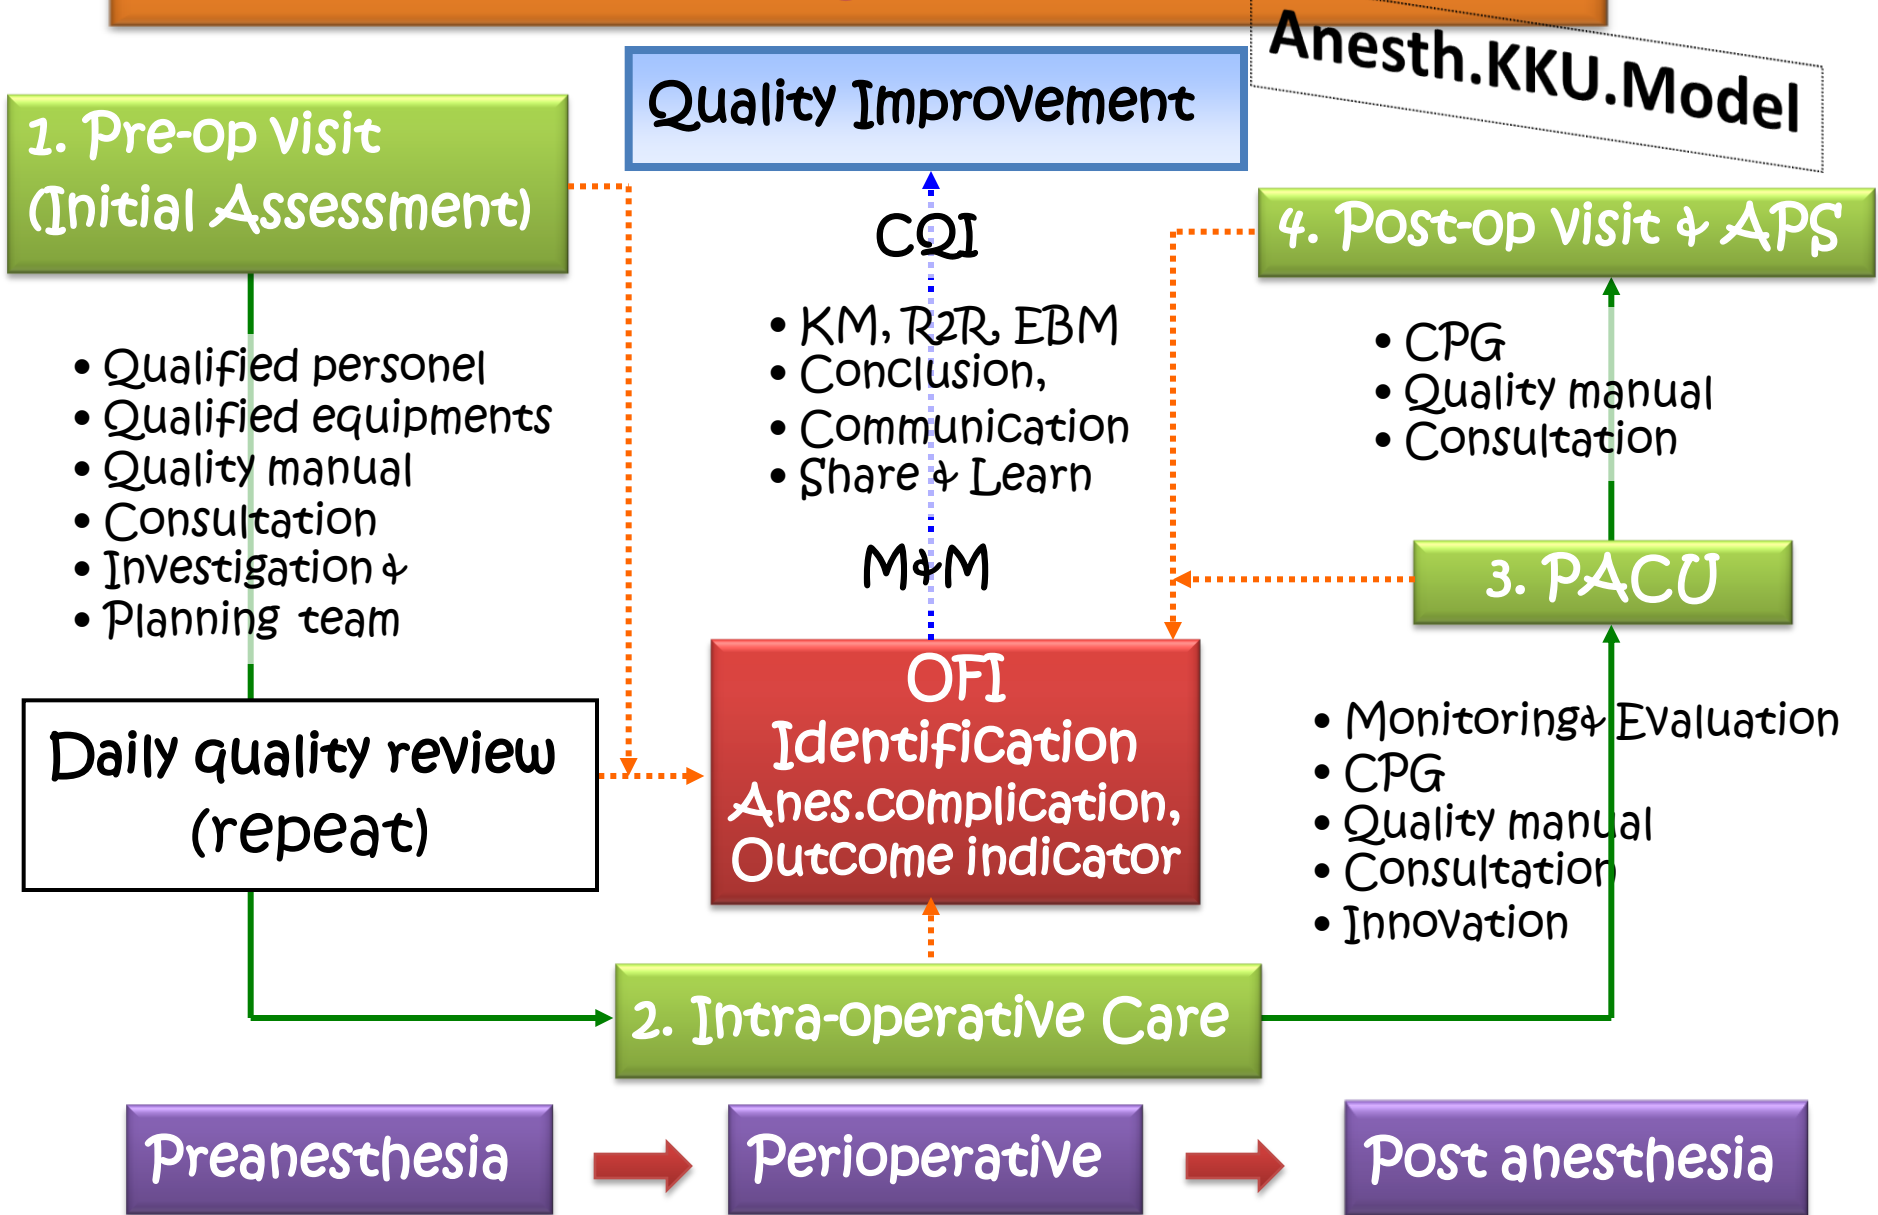 Anesth.KKU.Model
Quality Improvement
1. Pre-op visit
(Initial Assessment)
4. Post-op visit & APS
CQI
• KM, R2R, EBM
• Conclusion,
• Communication
• Share & Learn
M&M
• Qualified personel
• Qualified equipments
• Quality manual
• Consultation
• Investigation &
• Planning team
• CPG
• Quality manual
• Consultation
3. PACU
Daily quality review
(repeat)
OFI
Identification
Anes.complication,
Outcome indicator
• Monitoring& Evaluation
• CPG
• Quality manual
• Consultation
• Innovation
2. Intra-operative Care
Preanesthesia
Perioperative
Post anesthesia